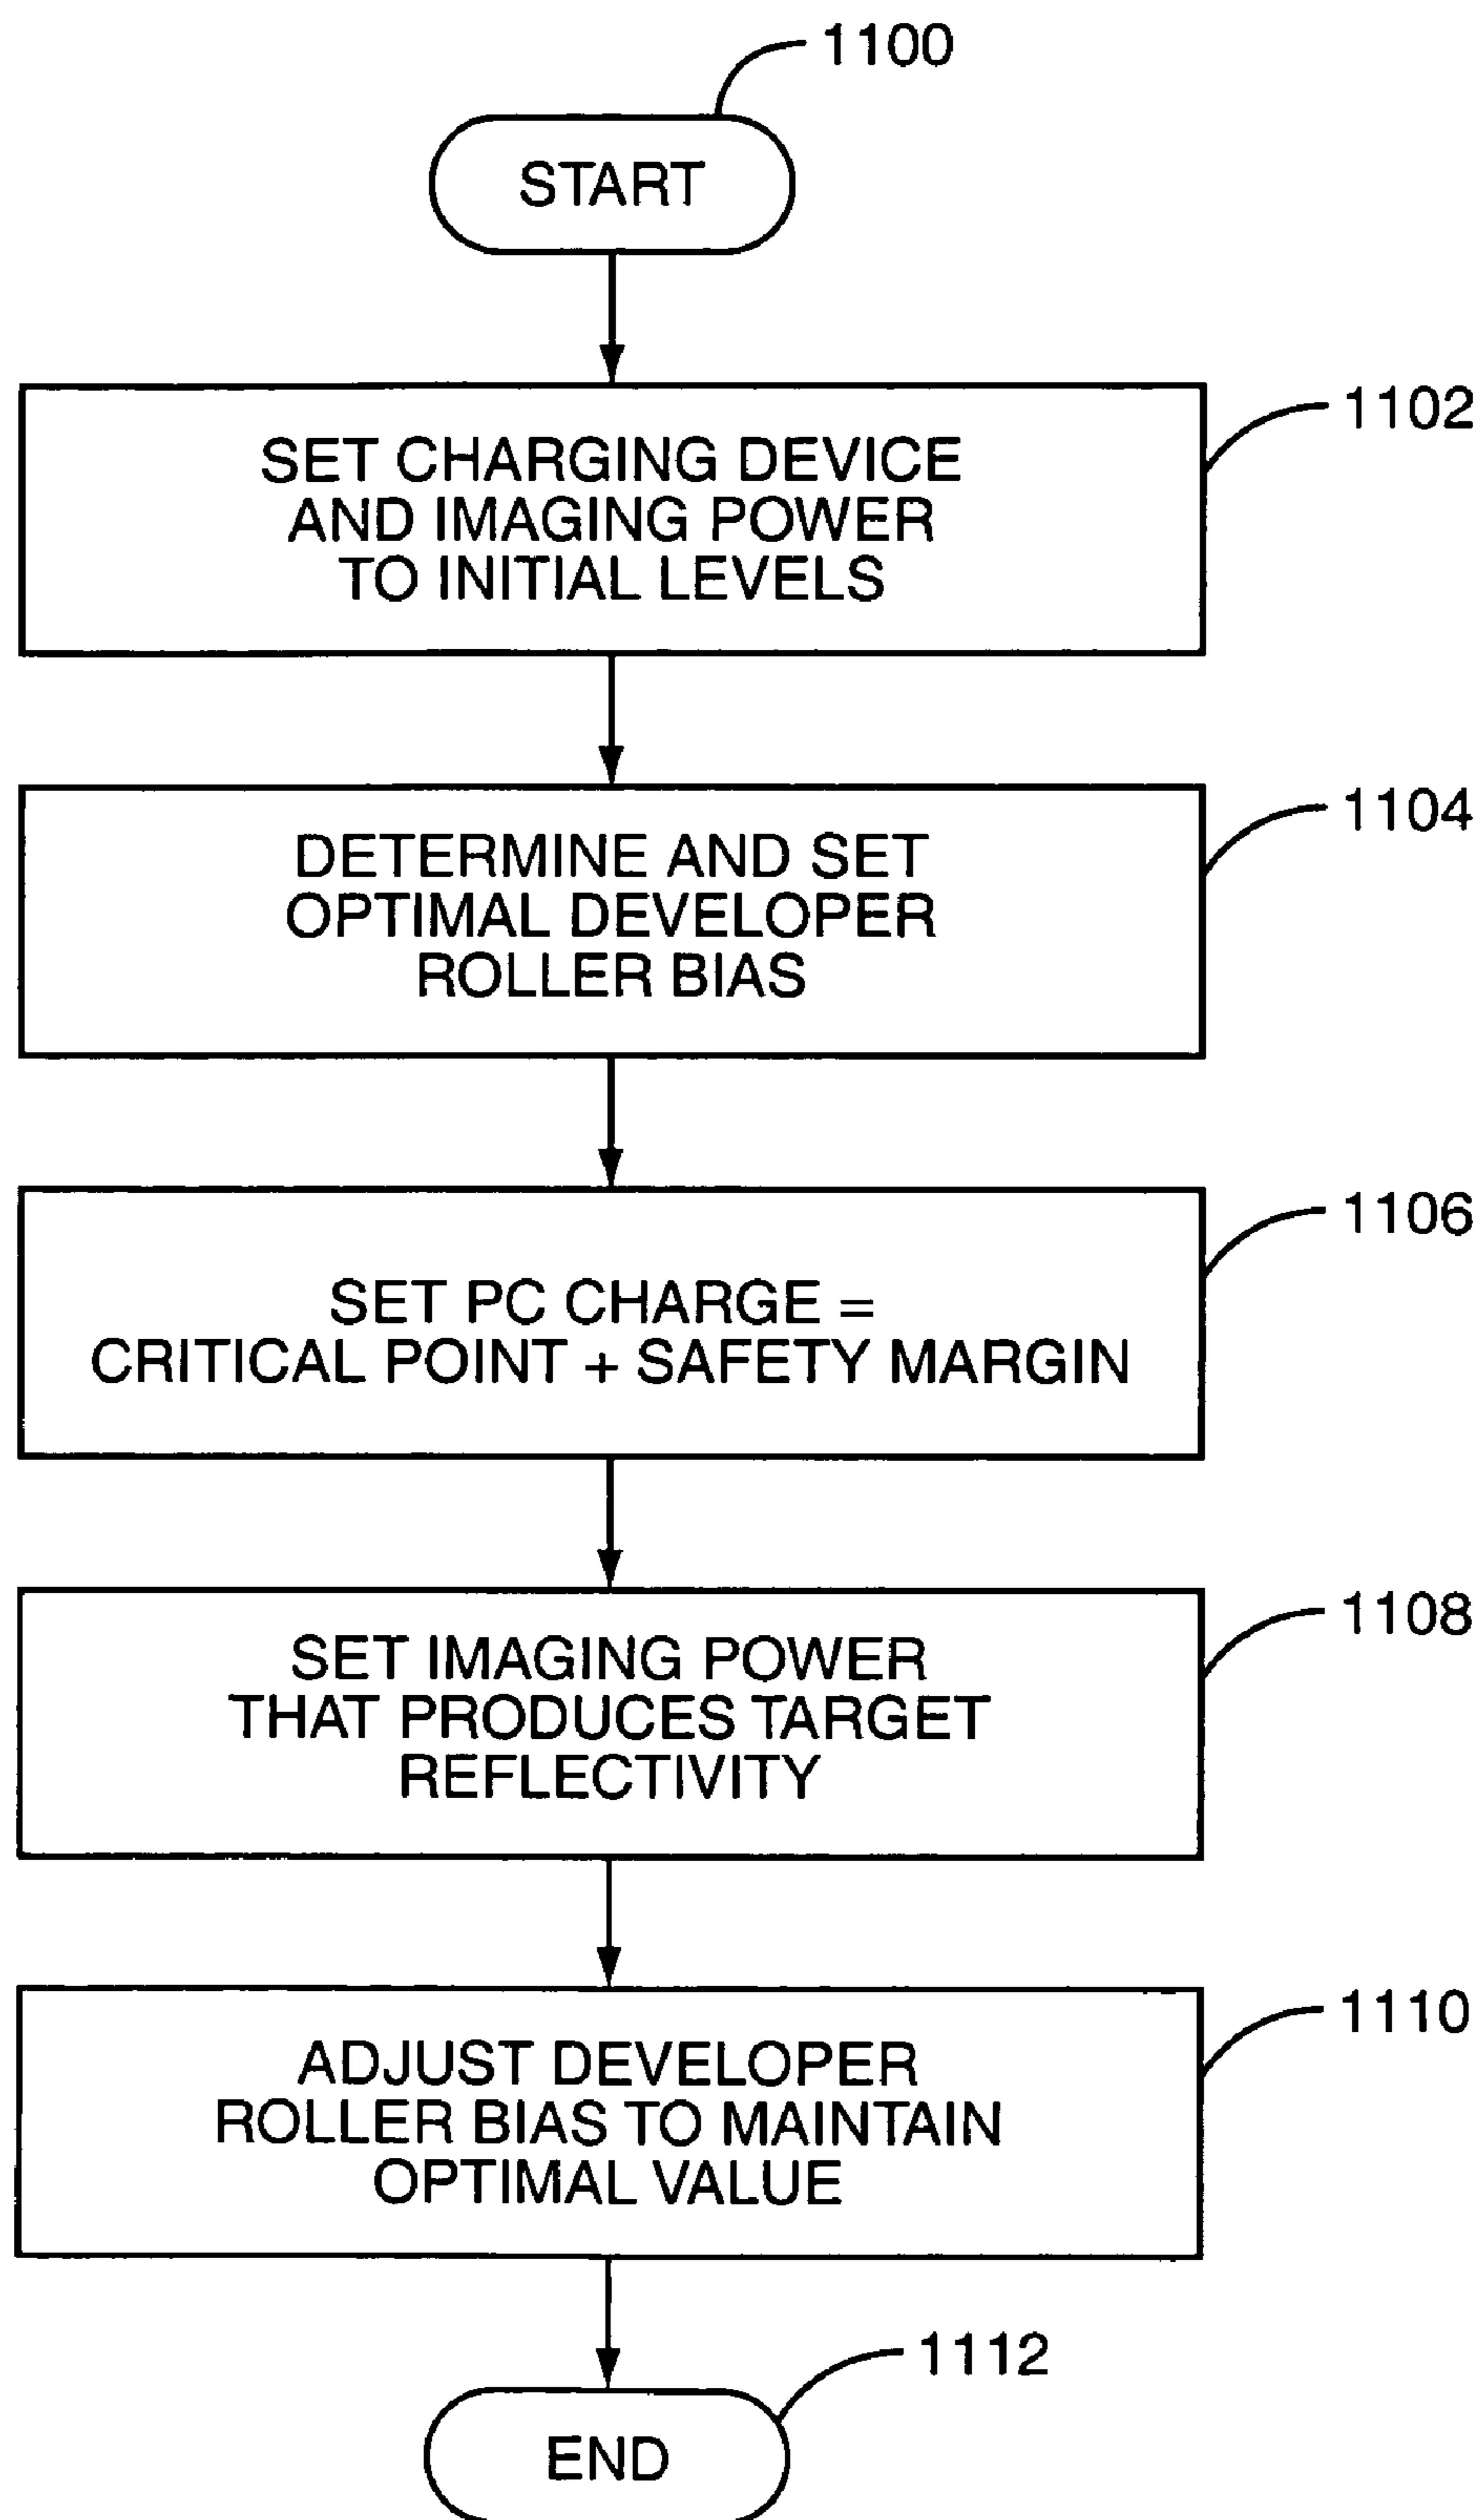 1100
START
1102
SET CHARGING DEVICE
AND IMAGING POWER
TO INITIAL LEVELS
1104
DETERMINE AND SET
OPTIMAL DEVELOPER
ROLLER BIAS
1106
SET PC CHARGE =
CRITICAL POINT + SAFETY MARGIN
1108
SET IMAGING POWER
THAT PRODUCES TARGET
REFLECTIVITY
1110
ADJUST DEVELOPER
ROLLER BIAS TO MAINTAIN
OPTIMAL VALUE
1112
END